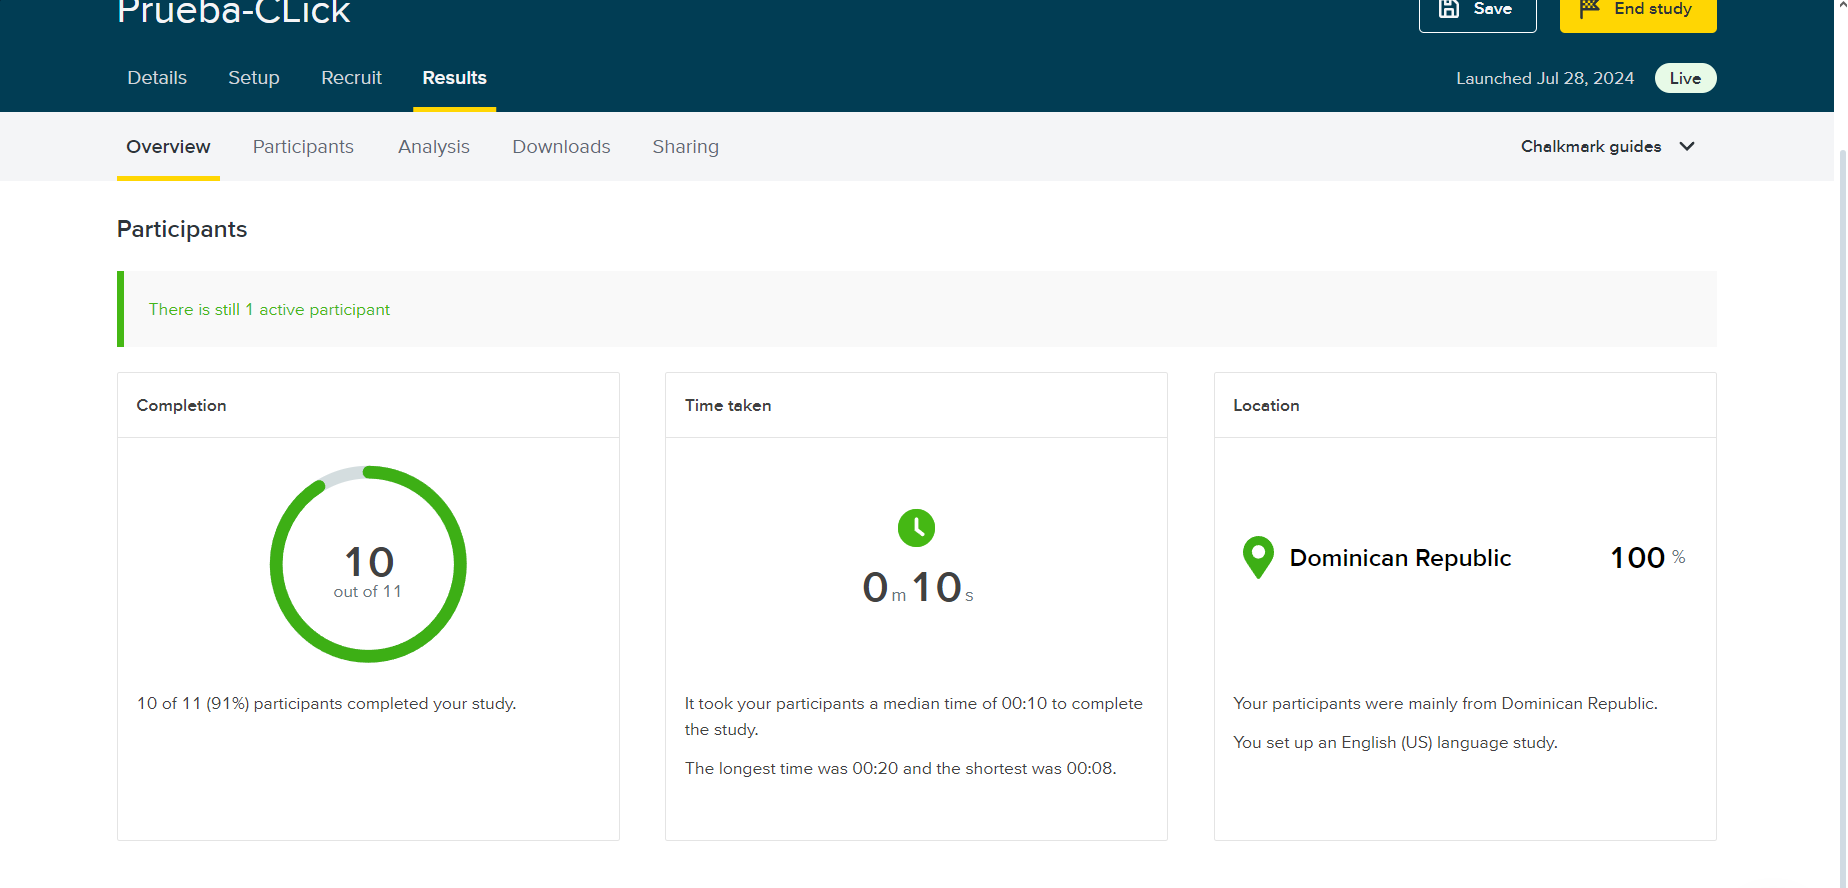 Prueba-CLick
Save
End study
Details
Setup
Recruit
Results
Launched Jul 28, 2024
Live
Overview
Participants
Analysis
Downloads
Sharing
Chalkmark guides
Participants
There is still 1 active participant
Completion
10
out of 11
10 of 11 (91%) participants completed your study.
Time taken
0 m 10 s
It took your participants a median time of 00:10 to complete
the study.
The longest time was 00:20 and the shortest was 00:08.
Location
Dominican Republic
100 %
Your participants were mainly from Dominican Republic.
You set up an English (US) language study.